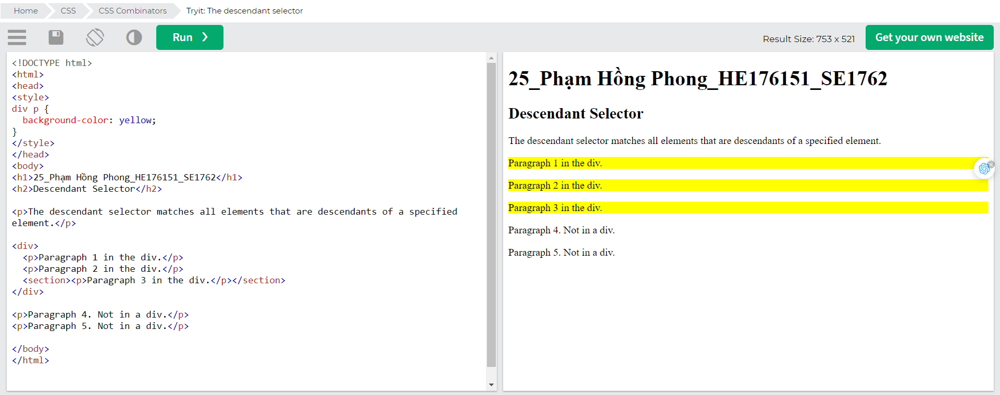 Home CSS CSS Combinators Tryit: The descendant selector
Run ❯ Result Size: 753 x 521 Get your own website
<!DOCTYPE html>
<html>
<head>
<style>
div p {
  background-color: yellow;
}
</style>
</head>
<body>
<h1>25_Phạm Hồng Phong_HE176151_SE1762</h1>
<h2>Descendant Selector</h2>
<p>The descendant selector matches all elements that are descendants of a specified
element.</p>
<div>
  <p>Paragraph 1 in the div.</p>
  <p>Paragraph 2 in the div.</p>
  <section><p>Paragraph 3 in the div.</p></section>
</div>
<p>Paragraph 4. Not in a div.</p>
<p>Paragraph 5. Not in a div.</p>
</body>
</html>
25_Phạm Hồng Phong_HE176151_SE1762
Descendant Selector
The descendant selector matches all elements that are descendants of a specified element.
Paragraph 1 in the div.
Paragraph 2 in the div.
Paragraph 3 in the div.
Paragraph 4. Not in a div.
Paragraph 5. Not in a div.